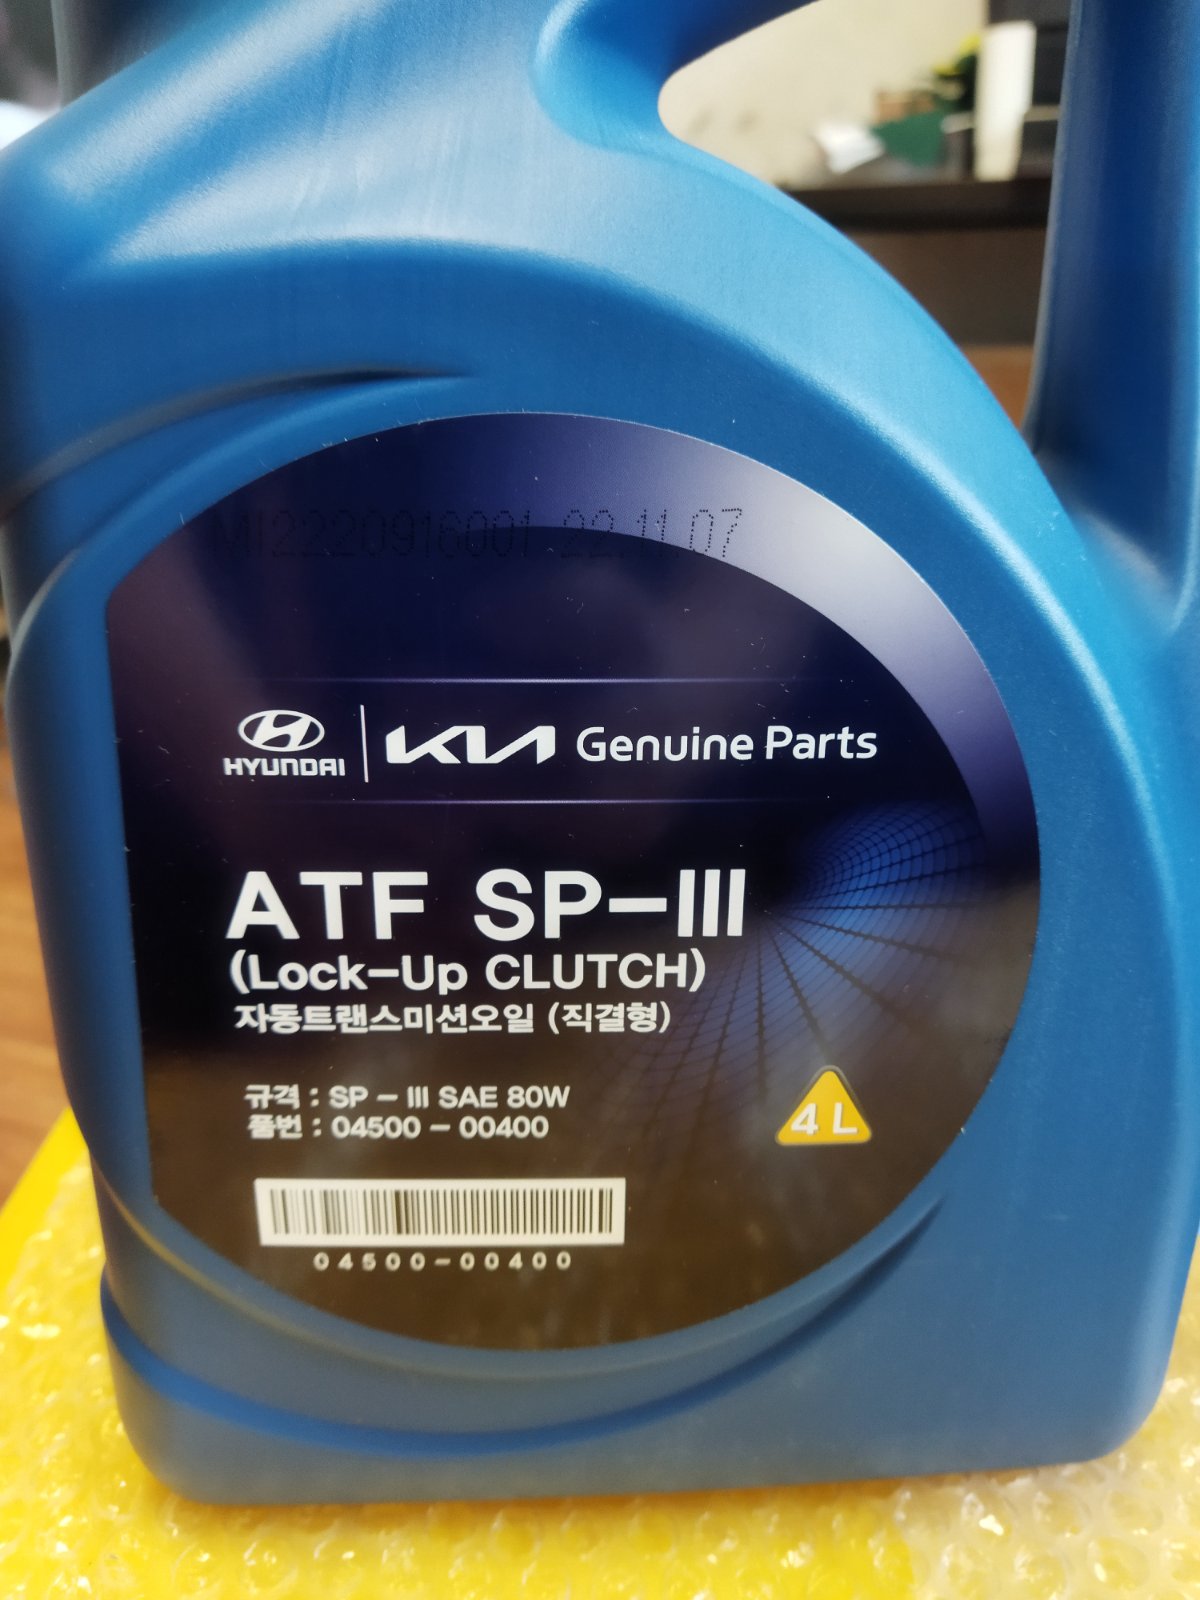 MI2220916001 22.11.07
HYUNDAI KIA Genuine Parts
ATF SP-III
(Lock-Up CLUTCH)
자동트랜스미션오일 (직결형)
규격 : SP - III SAE 80W
품번 : 04500 - 00400
4 L
04500-00400